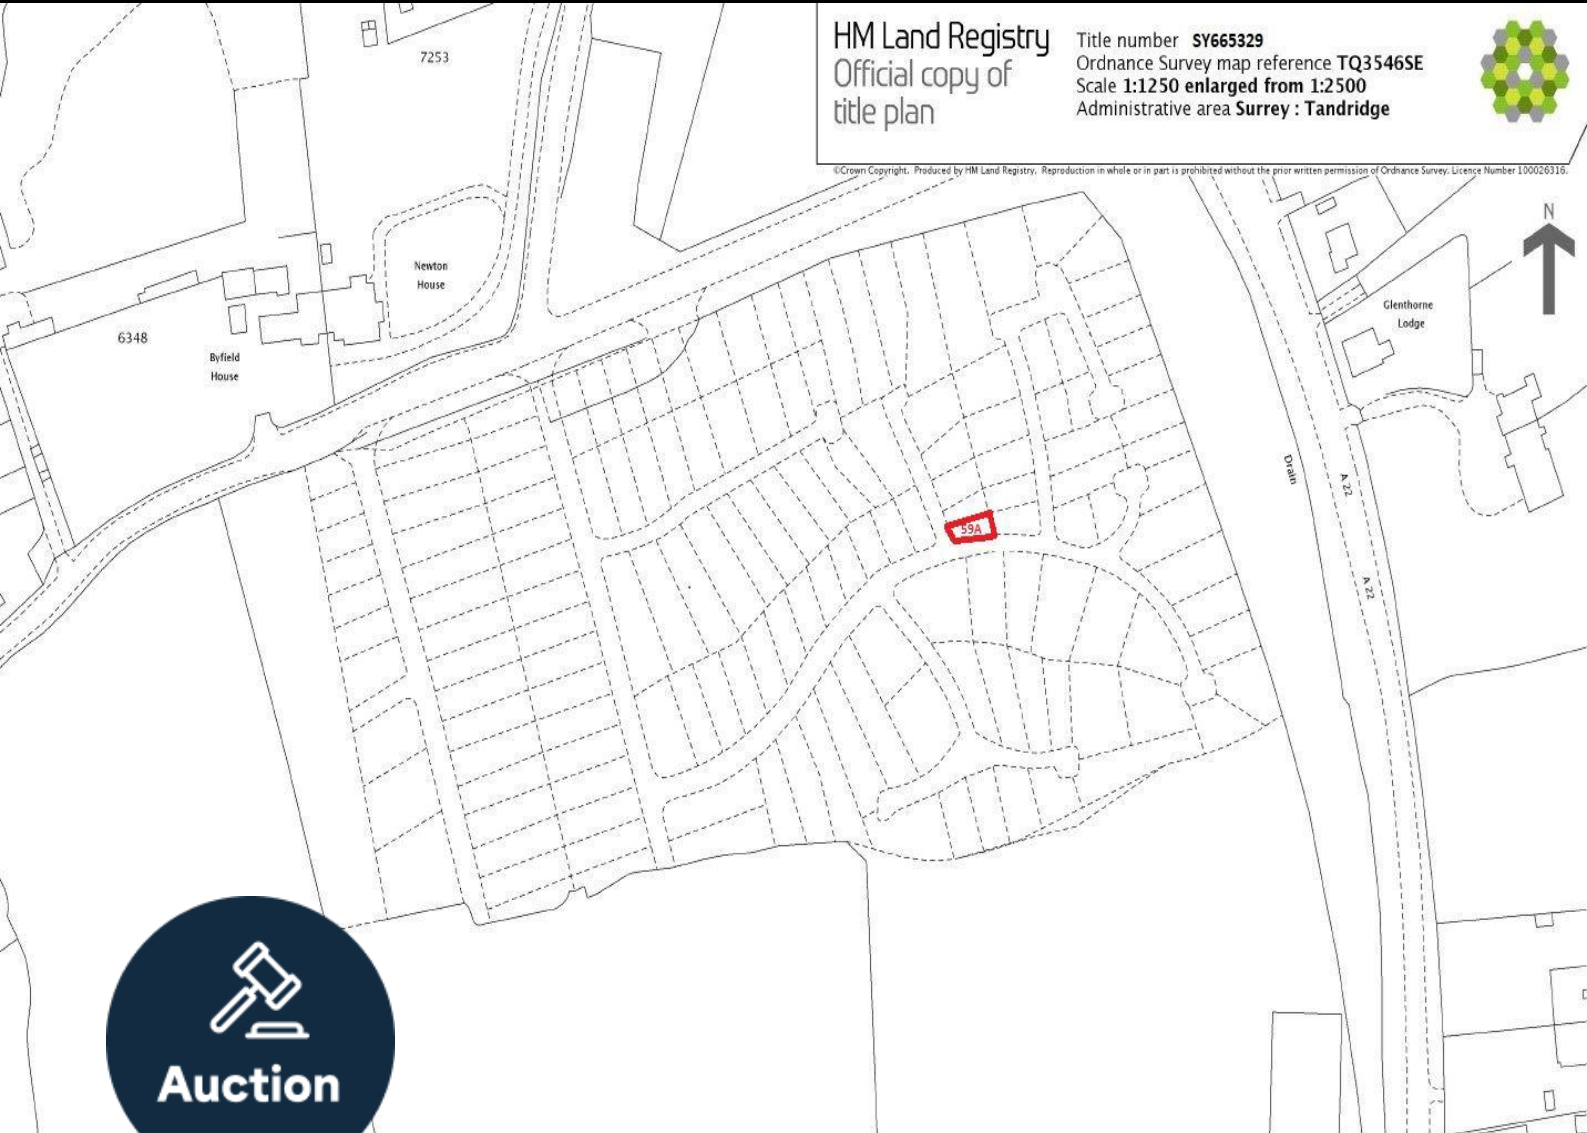 HM Land Registry
Official copy of
title plan
Title number SY665329
Ordnance Survey map reference TQ3546SE
Scale 1:1250 enlarged from 1:2500
Administrative area Surrey : Tandridge
©Crown Copyright. Produced by HM Land Registry. Reproduction in whole or in part is prohibited without the prior written permission of Ordnance Survey. Licence Number 100026316.
7253
N
Newton
House
Glenthorne
Lodge
6348
Byfield
House
Drain
A 22
59A
A 22
Auction